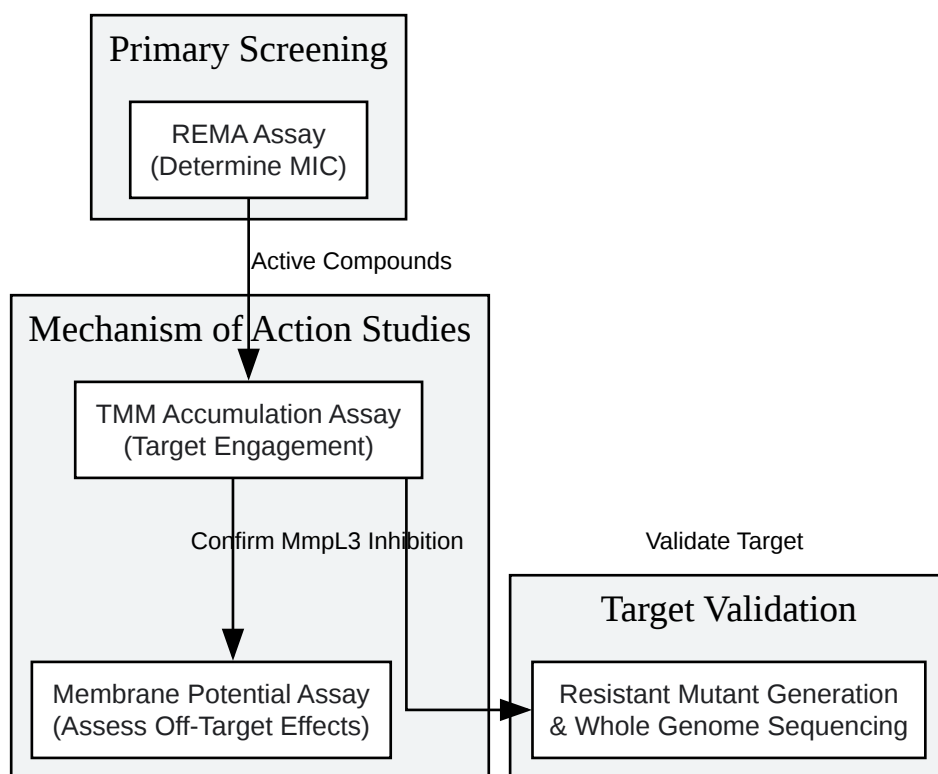 Primary Screening
REMA Assay
(Determine MIC)
Active Compounds
Mechanism of Action Studies
TMM Accumulation Assay
(Target Engagement)
Confirm MmpL3 Inhibition
Validate Target
Target Validation
Membrane Potential Assay
(Assess Off-Target Effects)
Resistant Mutant Generation
& Whole Genome Sequencing